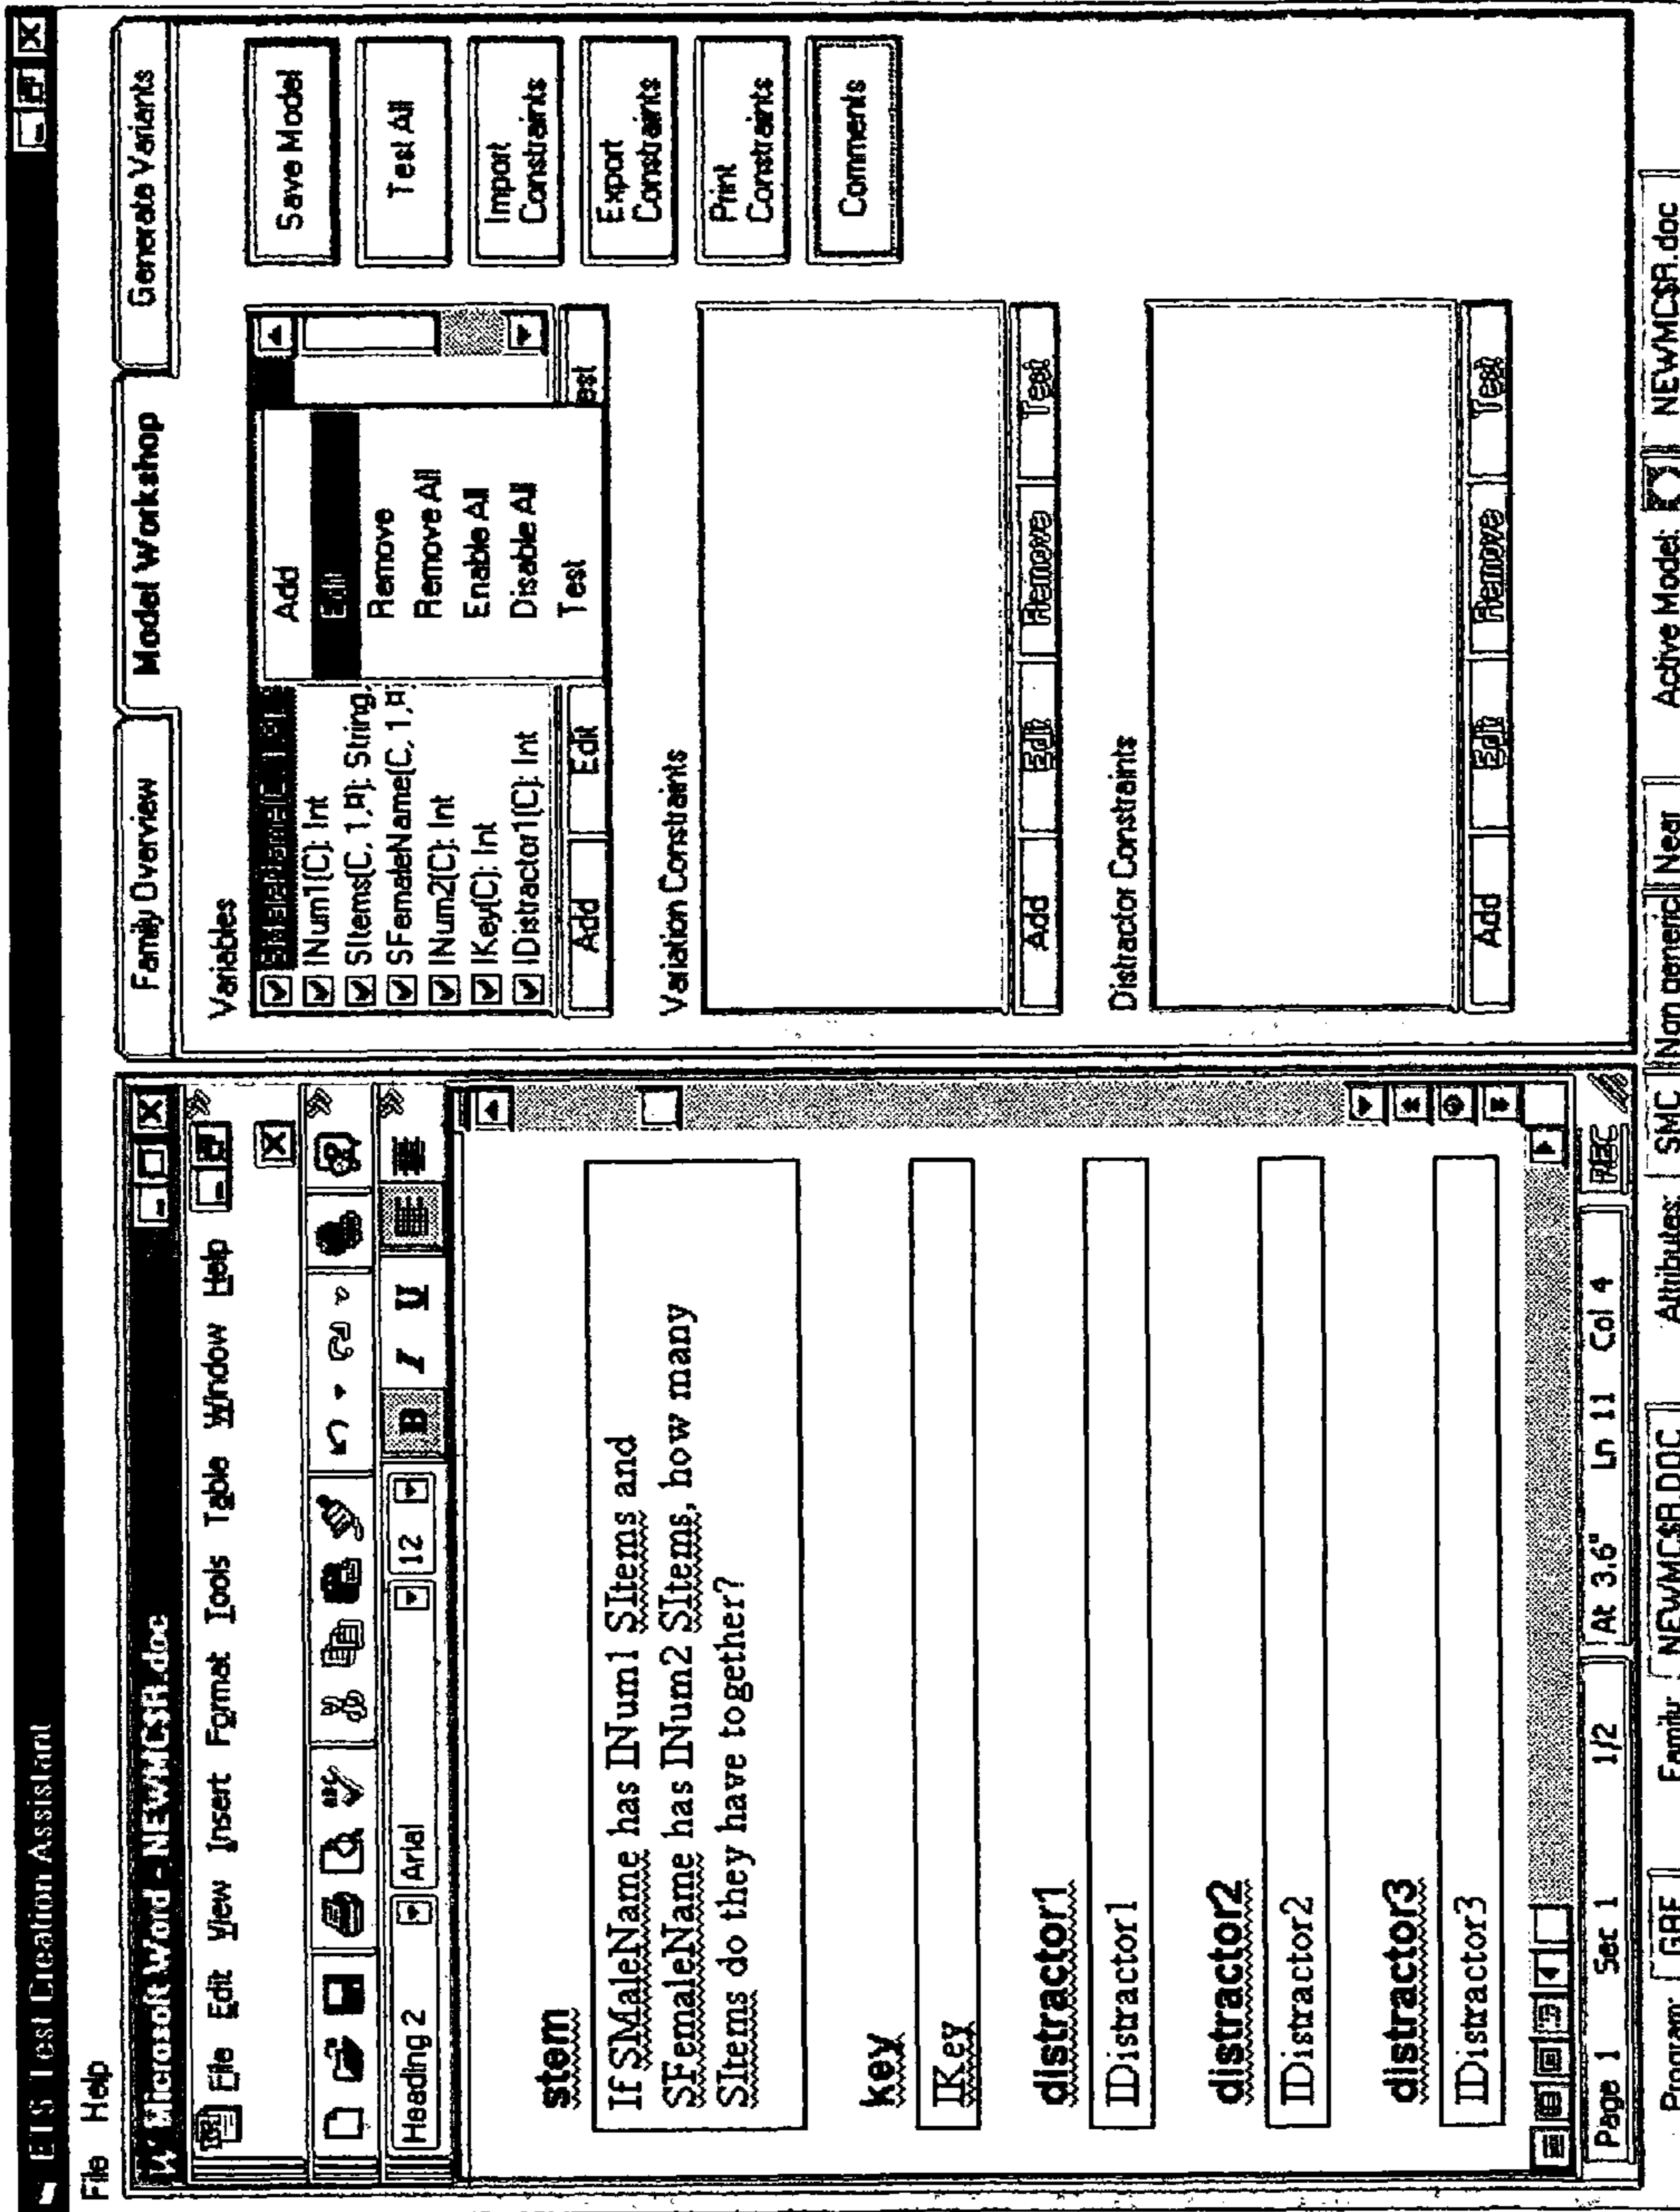 ETS Test Creation Assistant
File Help
Microsoft Word - NEWMC$R.doc
File Edit View Insert Format Tools Table Window Help
Heading 2 Arial 12 B I U
stem
If SMaleName has INum1 SItems and
SFemaleName has INum2 SItems, how many
SItems do they have together?
key
IKey
distractor1
IDistractor1
distractor2
IDistractor2
distractor3
IDistractor3
Page 1 Sec 1 1/2 At 3.6" Ln 11 Col 4 REC
Family Overview Model Workshop Generate Variants
Variables
INum1(C): Int
SItems(C, 1,¤): String,
SFemaleName(C, 1,¤
INum2(C): Int
IKey(C): Int
IDistractor1(C): Int
Add
Edit
Remove
Remove All
Enable All
Disable All
Test
Add Edit est
Variation Constraints
Add Edit Remove Test
Distractor Constraints
Add Edit Remove Test
Save Model
Test All
Import
Constraints
Export
Constraints
Print
Constraints
Comments
Program: GRE Family: NEWMC$R.DOC Attributes: SMC Non generic Near Active Model: NEWMC$R.doc